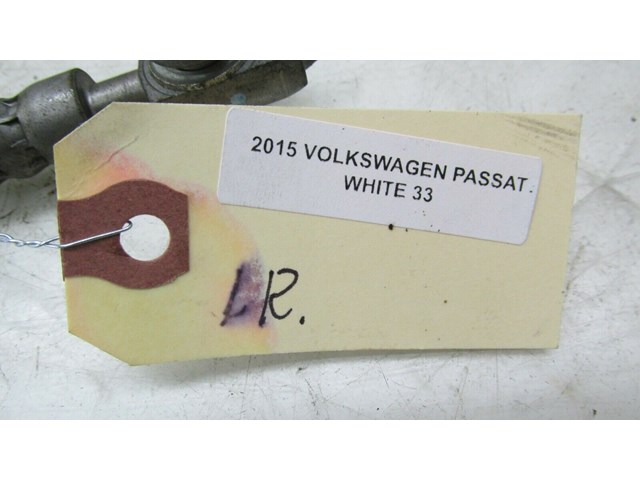 2015 VOLKSWAGEN PASSAT.
WHITE 33
LR.